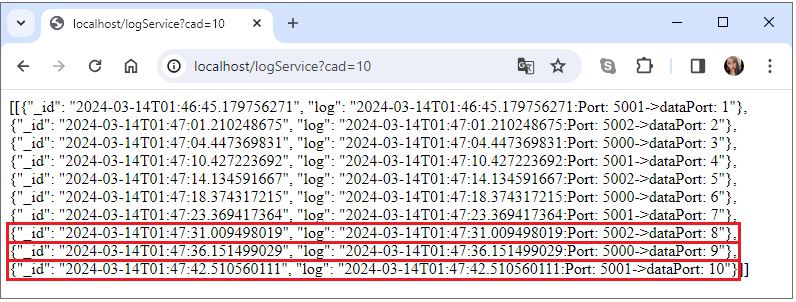 localhost/logService?cad=10
localhost/logService?cad=10
[[{"_id": "2024-03-14T01:46:45.179756271", "log": "2024-03-14T01:46:45.179756271:Port: 5001->dataPort: 1"},
{"_id": "2024-03-14T01:47:01.210248675", "log": "2024-03-14T01:47:01.210248675:Port: 5002->dataPort: 2"},
{"_id": "2024-03-14T01:47:04.447369831", "log": "2024-03-14T01:47:04.447369831:Port: 5000->dataPort: 3"},
{"_id": "2024-03-14T01:47:10.427223692", "log": "2024-03-14T01:47:10.427223692:Port: 5001->dataPort: 4"},
{"_id": "2024-03-14T01:47:14.134591667", "log": "2024-03-14T01:47:14.134591667:Port: 5002->dataPort: 5"},
{"_id": "2024-03-14T01:47:18.374317215", "log": "2024-03-14T01:47:18.374317215:Port: 5000->dataPort: 6"},
{"_id": "2024-03-14T01:47:23.369417364", "log": "2024-03-14T01:47:23.369417364:Port: 5001->dataPort: 7"},
{"_id": "2024-03-14T01:47:31.009498019", "log": "2024-03-14T01:47:31.009498019:Port: 5002->dataPort: 8"},
{"_id": "2024-03-14T01:47:36.151499029", "log": "2024-03-14T01:47:36.151499029:Port: 5000->dataPort: 9"},
{"_id": "2024-03-14T01:47:42.510560111", "log": "2024-03-14T01:47:42.510560111:Port: 5001->dataPort: 10"}]]